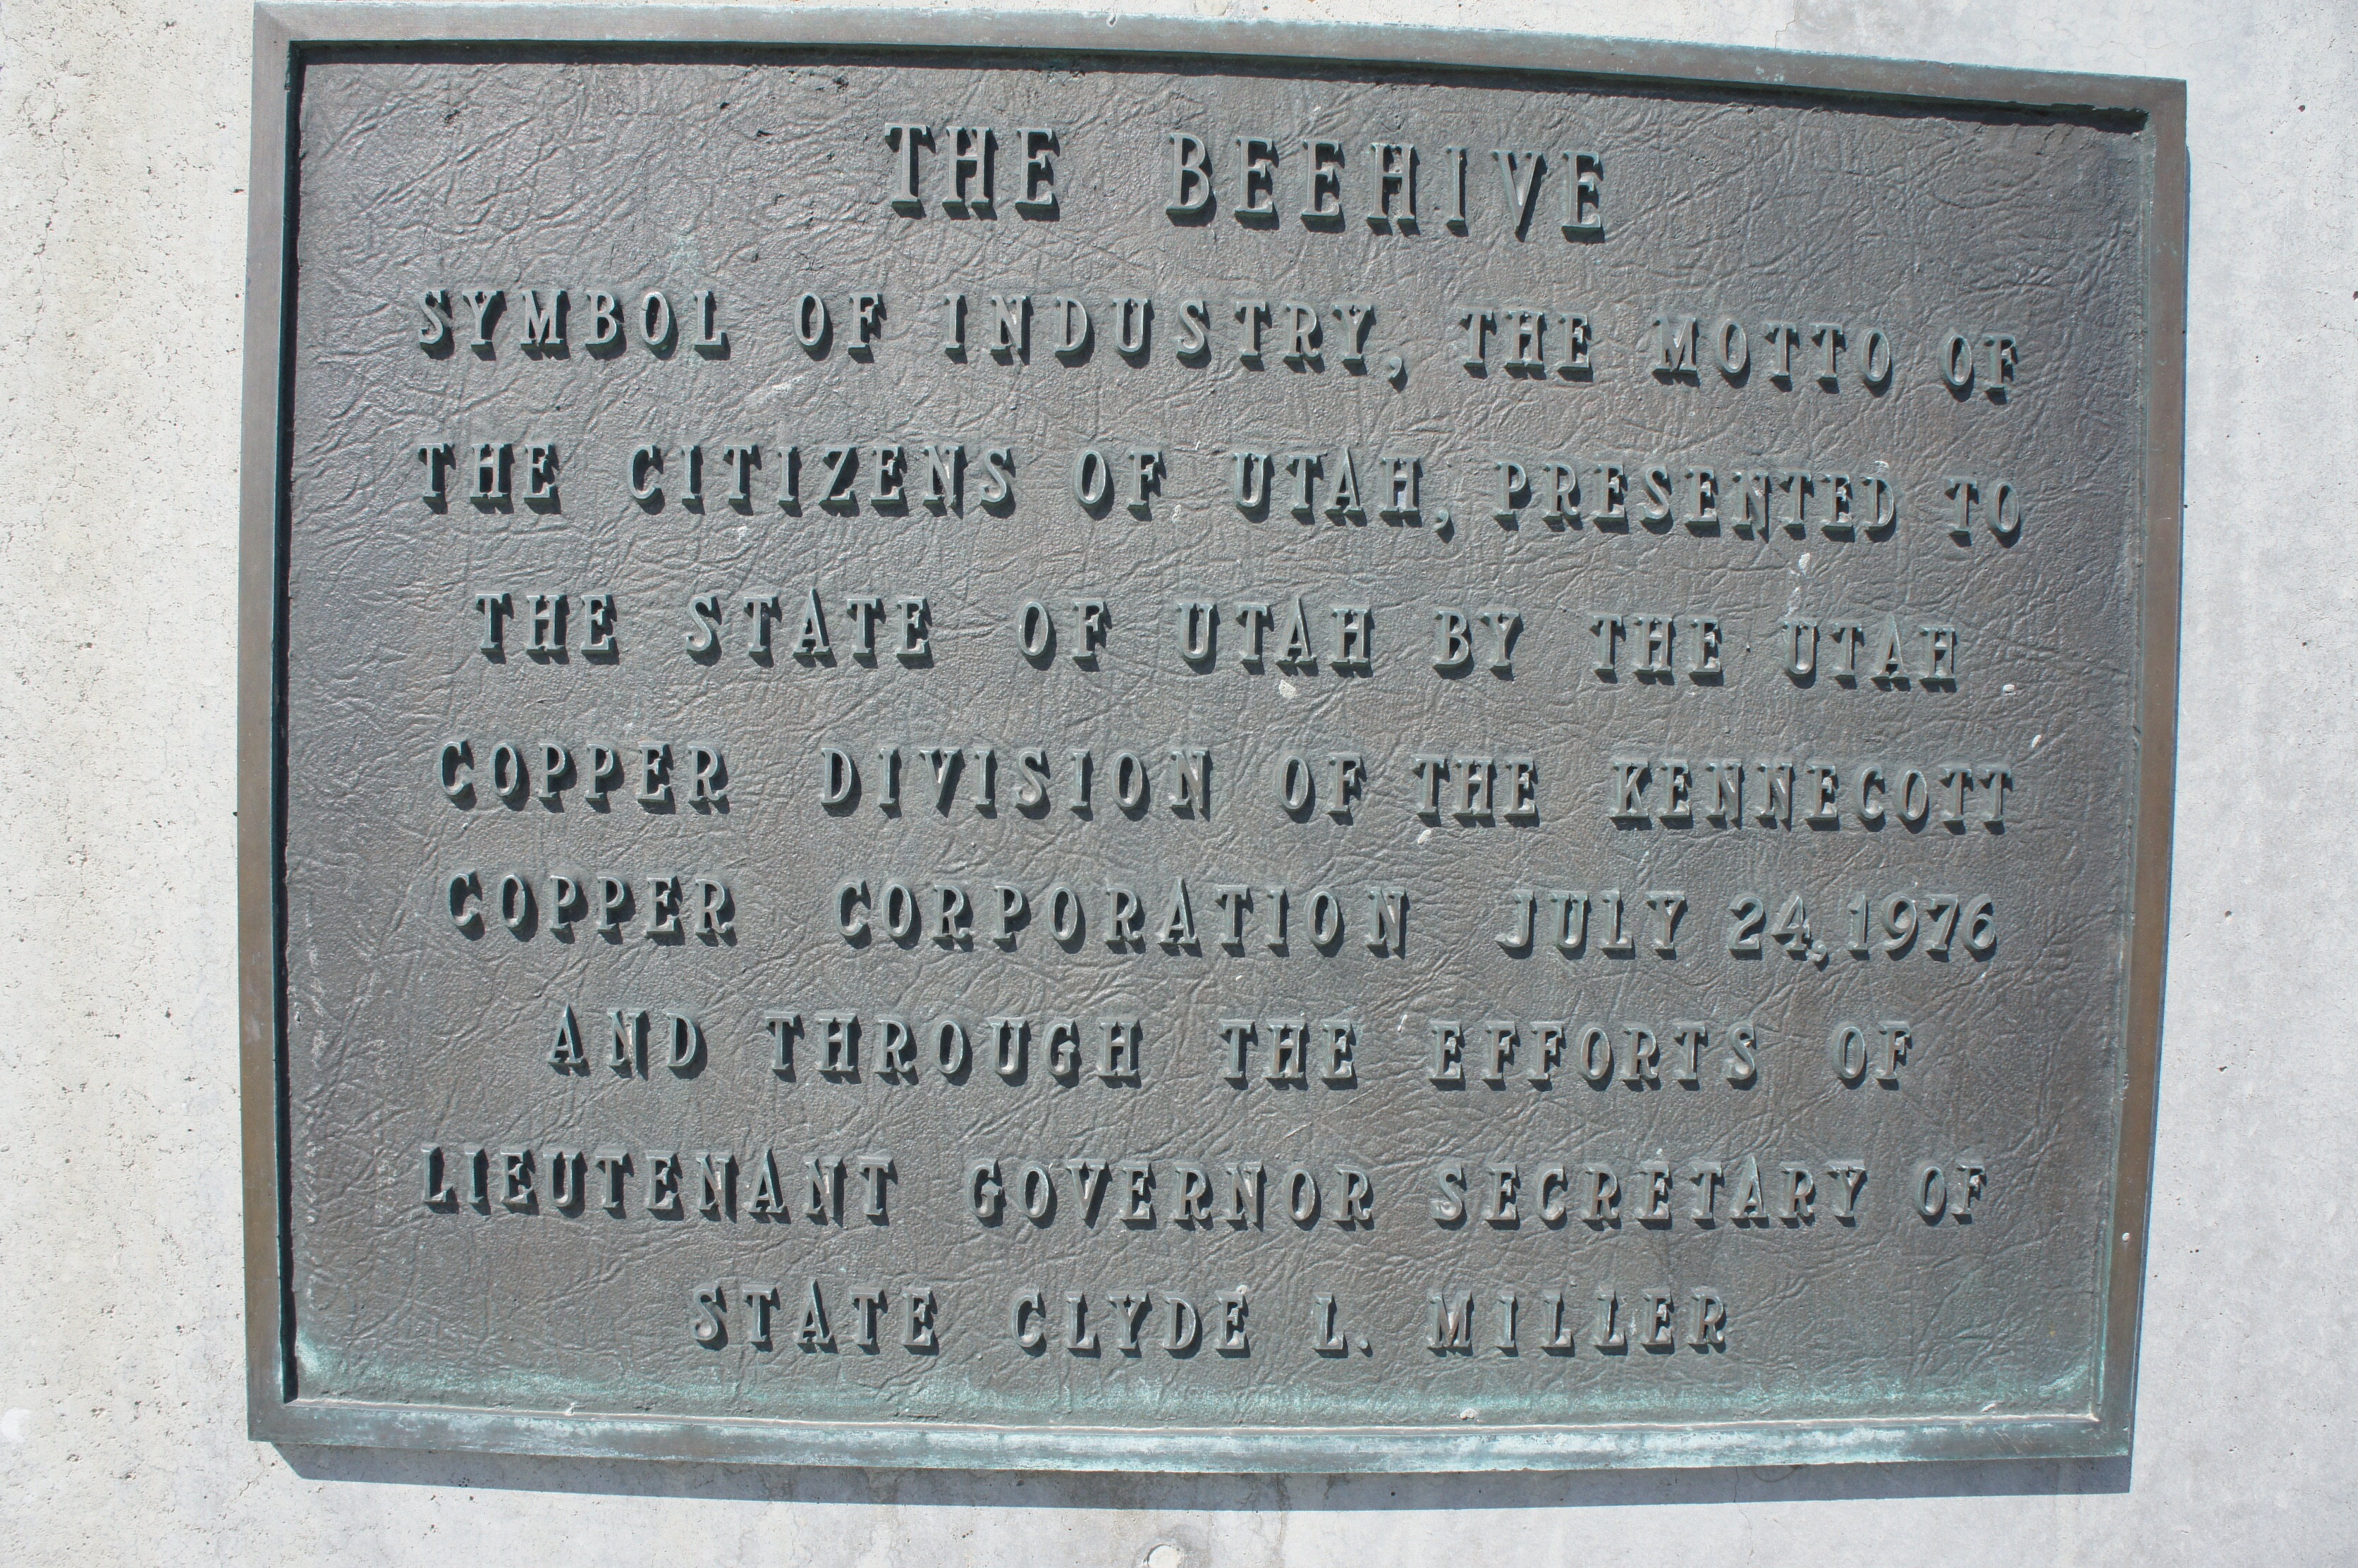 THE BEEHIVE
SYMBOL OF INDUSTRY, THE MOTTO OF
THE CITIZENS OF UTAH, PRESENTED TO
THE STATE OF UTAH BY THE UTAH
COPPER DIVISION OF THE KENNECOTT
COPPER CORPORATION JULY 24, 1976
AND THROUGH THE EFFORTS OF
LIEUTENANT GOVERNOR SECRETARY OF
STATE CLYDE L. MILLER